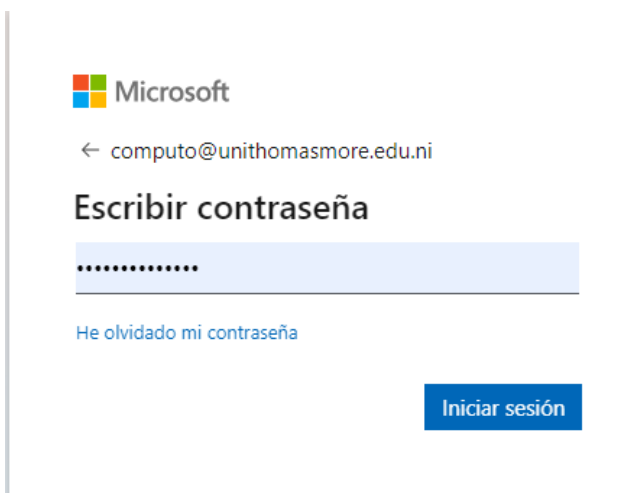 Microsoft
← computo@unithomasmore.edu.ni
Escribir contraseña
••••••••••••••
He olvidado mi contraseña
Iniciar sesión